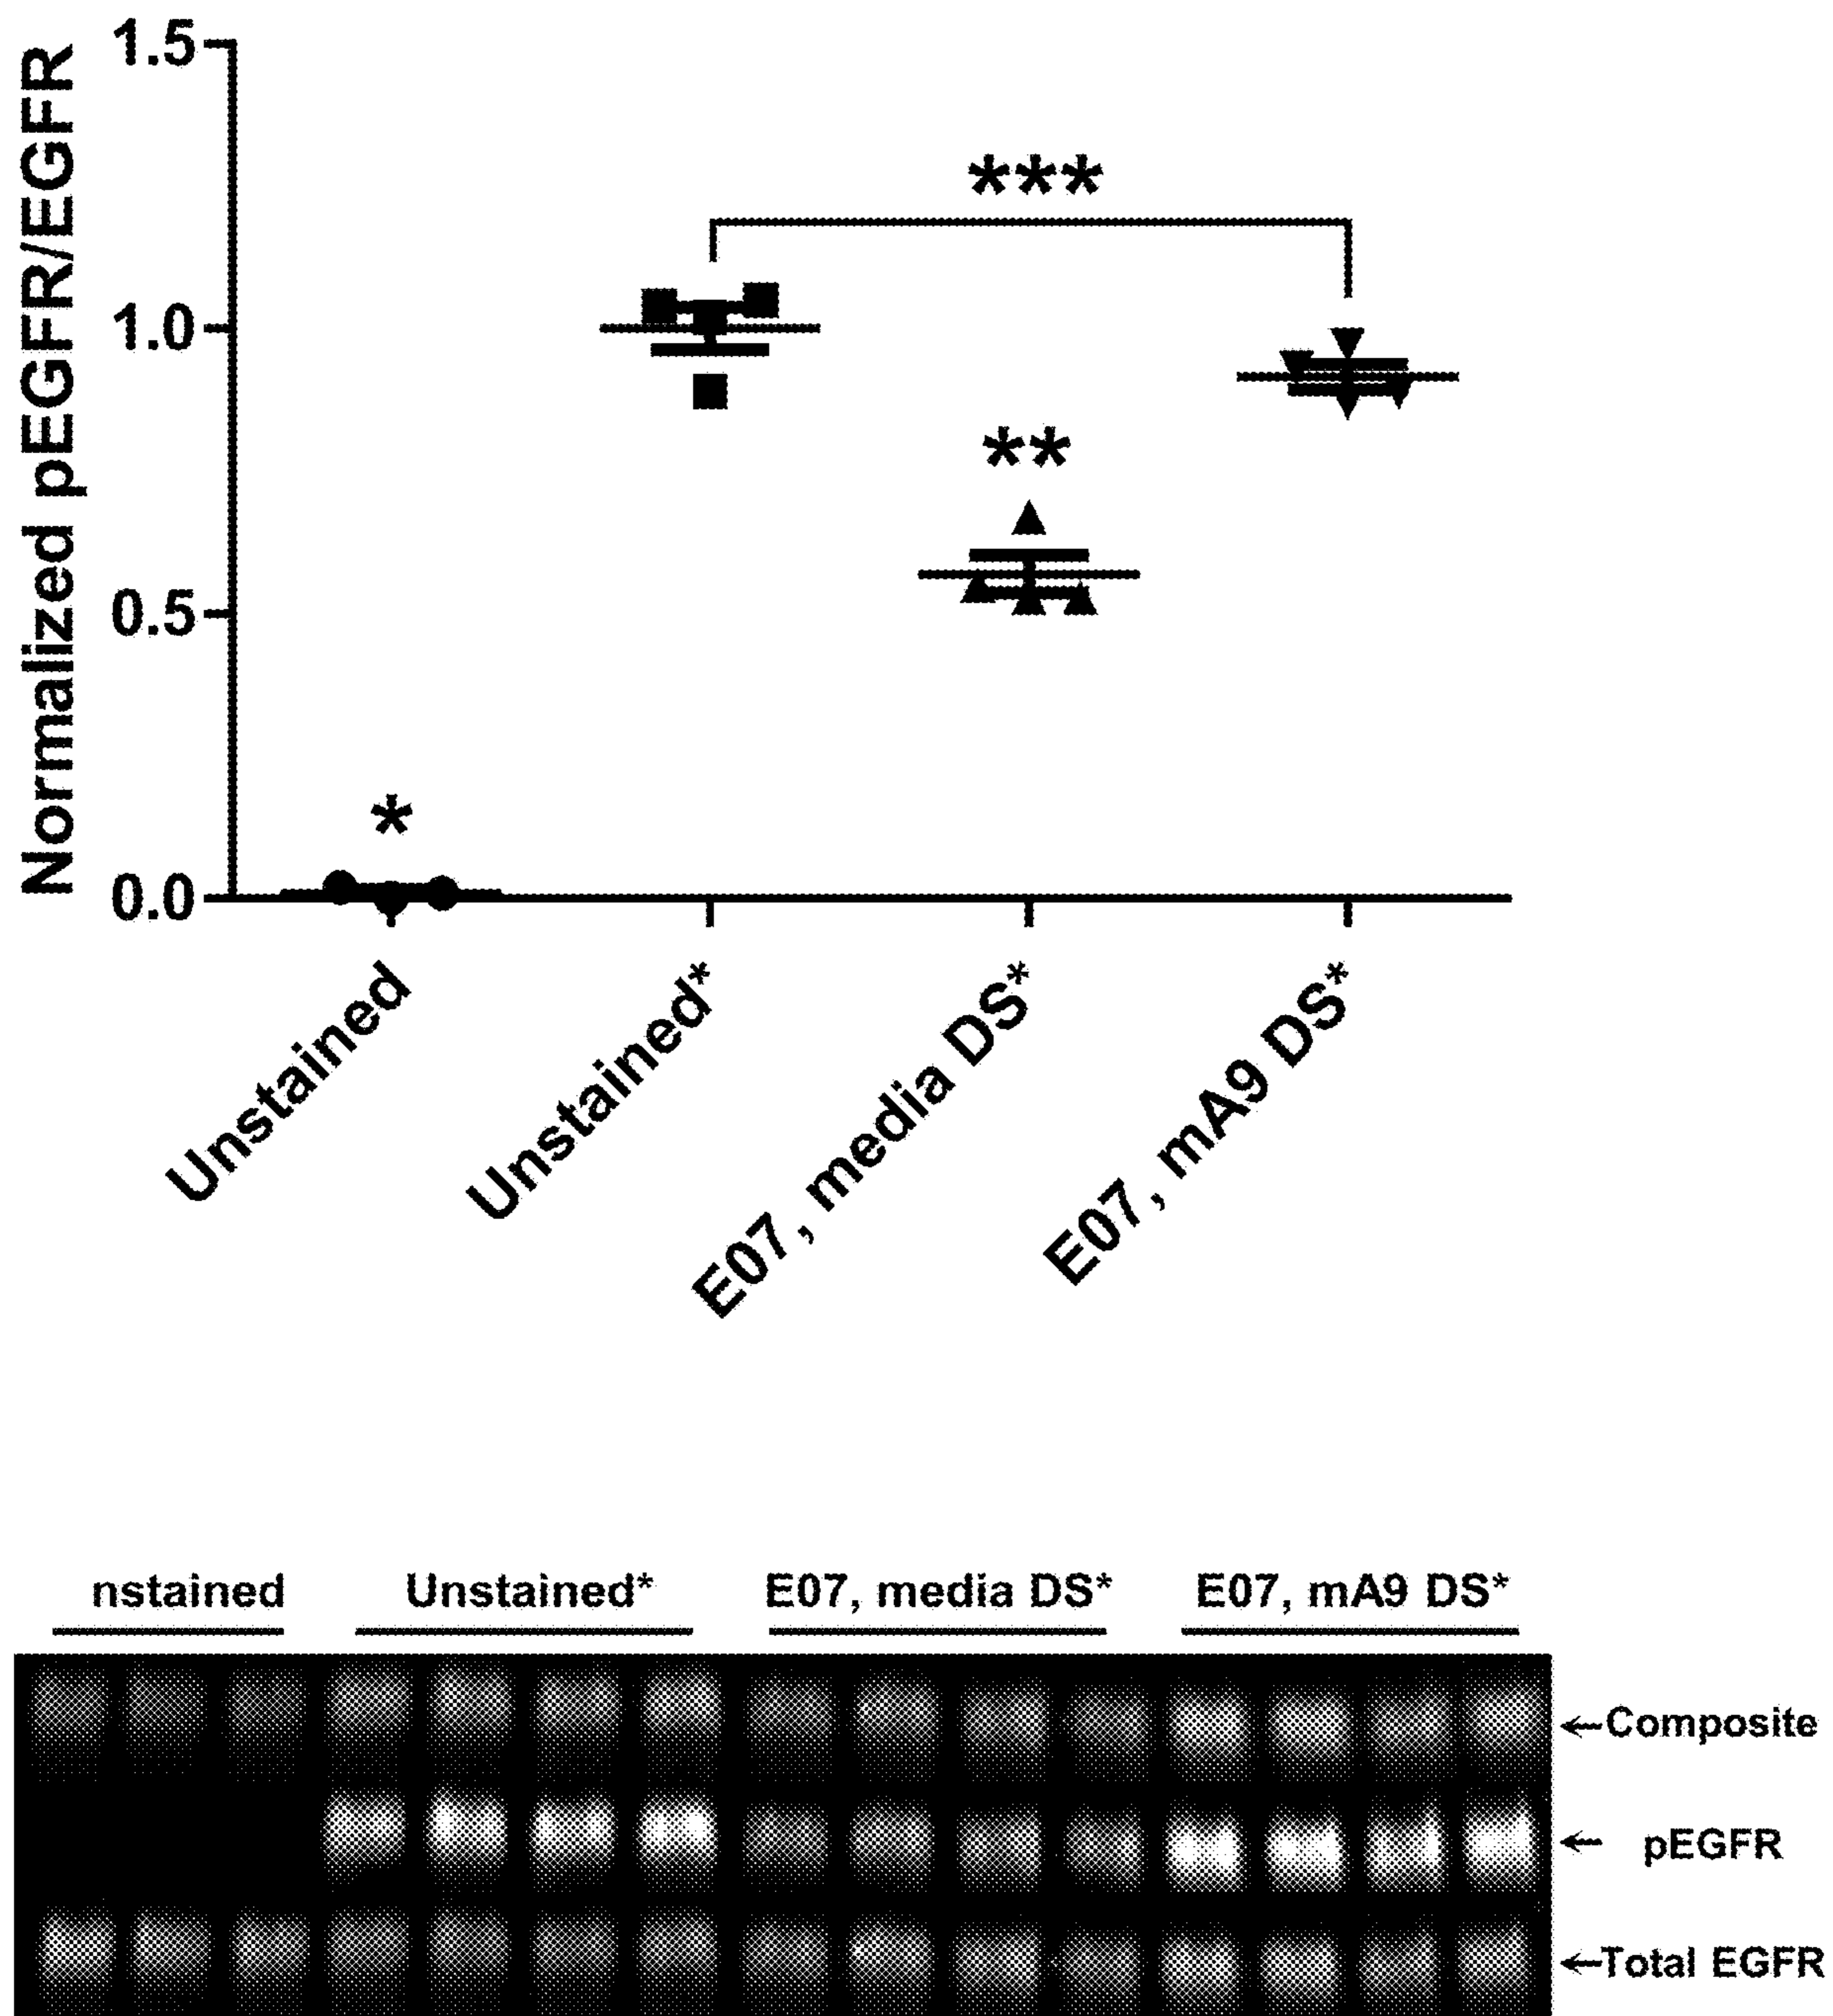 Normalized pEGFR/EGFR
1.5
1.0
0.5
0.0
***
**
*
Unstained
Unstained*
E07, media DS*
E07, mA9 DS*
nstained
Unstained*
E07, media DS*
E07, mA9 DS*
←Composite
← pEGFR
←Total EGFR